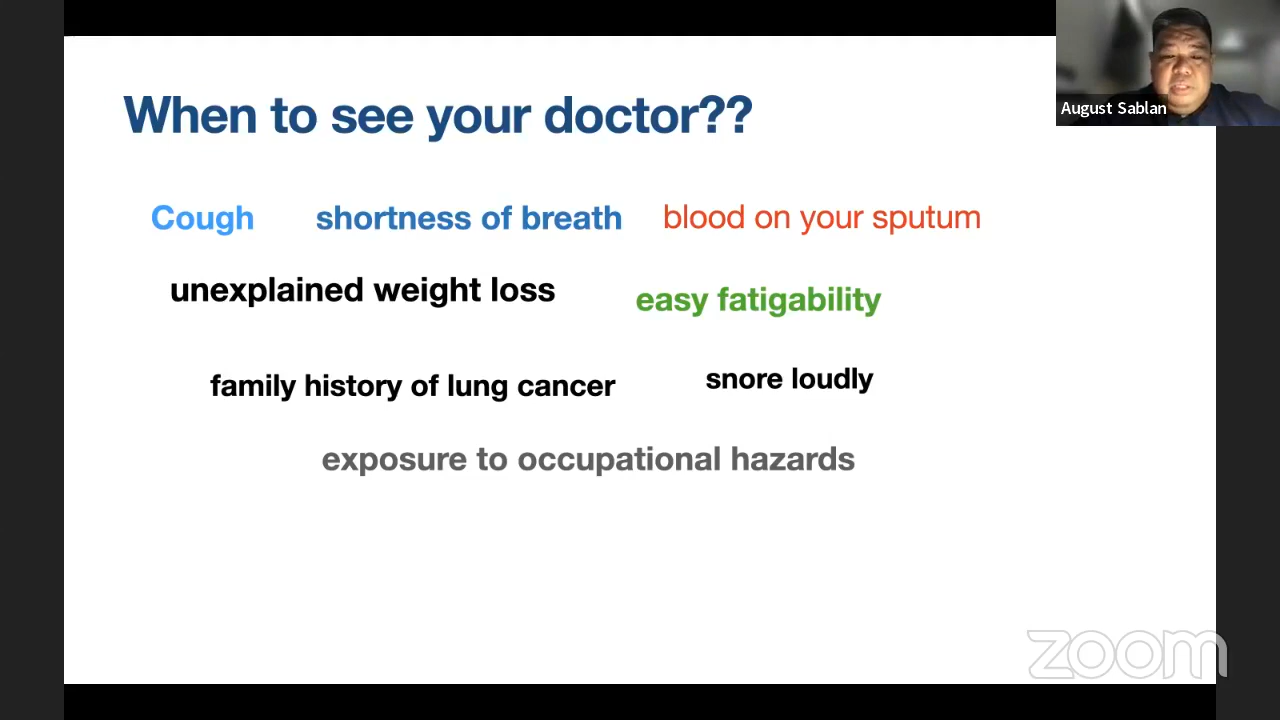 When to see your doctor??
August Sablan
Cough shortness of breath blood on your sputum
unexplained weight loss easy fatigability
family history of lung cancer snore loudly
exposure to occupational hazards
zoom